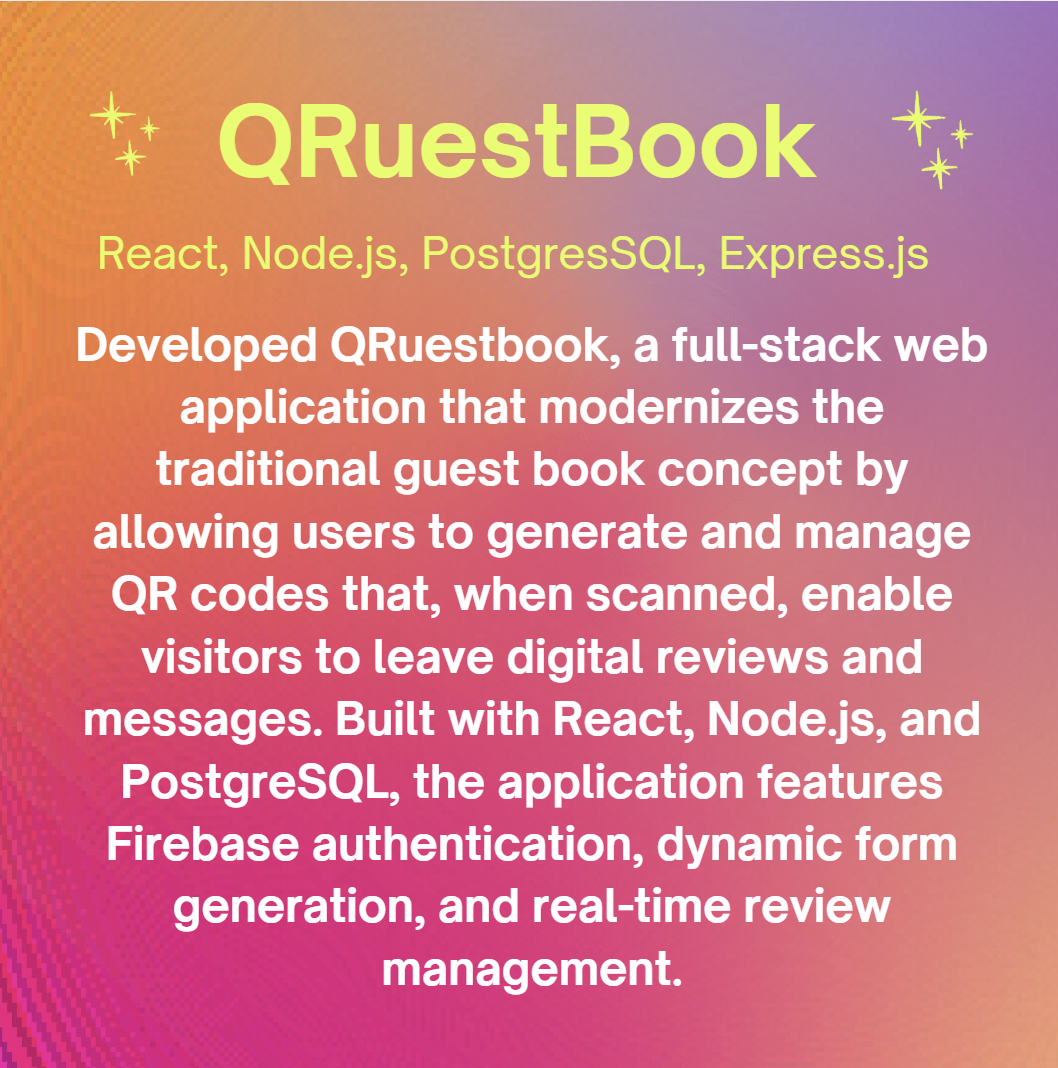 QRuestBook
React, Node.js, PostgresSQL, Express.js
Developed QRuestbook, a full-stack web
application that modernizes the
traditional guest book concept by
allowing users to generate and manage
QR codes that, when scanned, enable
visitors to leave digital reviews and
messages. Built with React, Node.js, and
PostgreSQL, the application features
Firebase authentication, dynamic form
generation, and real-time review
management.